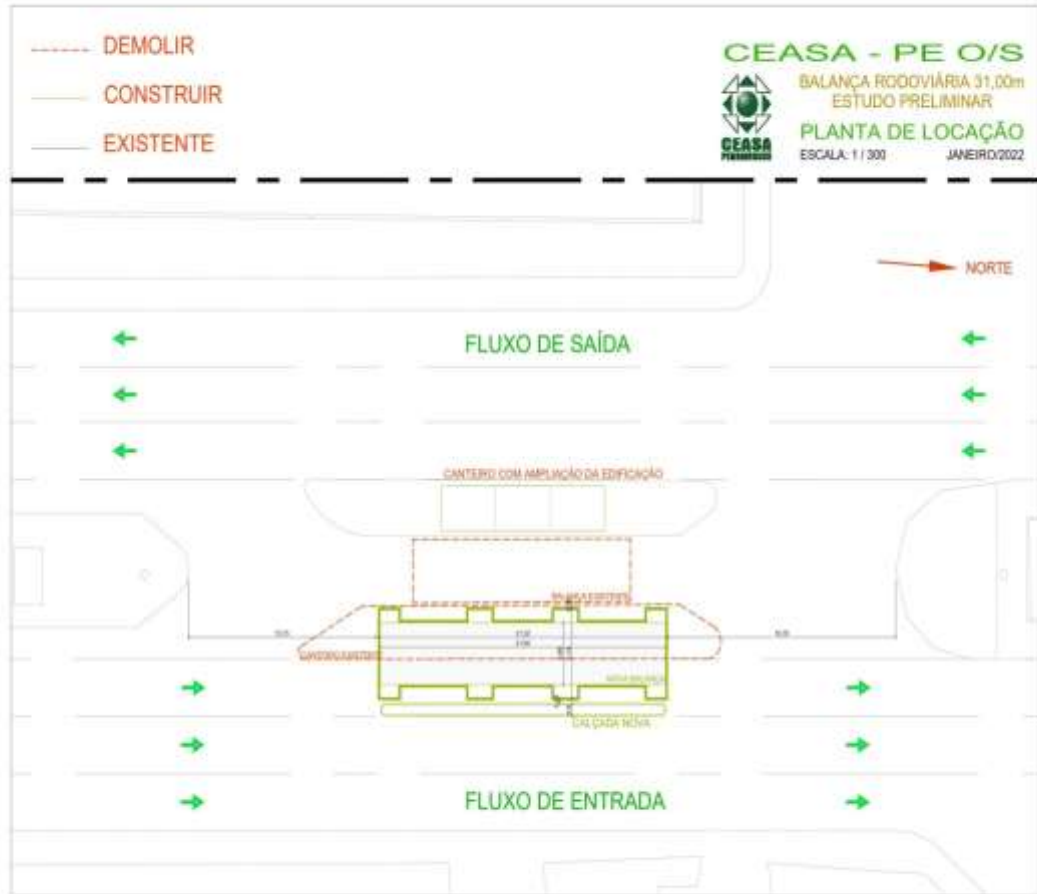 DEMOLIR
CONSTRUIR
EXISTENTE
CEASA - PE O/S
BALANÇA RODOVIÁRIA 31,00m
ESTUDO PRELIMINAR
PLANTA DE LOCAÇÃO
ESCALA: 1 / 300 JANEIRO/2022
CEASA
PERNAMBUCO
NORTE
FLUXO DE SAÍDA
CANTEIRO COM AMPLIAÇÃO DA EDIFICAÇÃO
BALANÇA EXISTENTE
CANTEIRO EXISTENTE
NOVA BALANÇA
CALÇADA NOVA
FLUXO DE ENTRADA